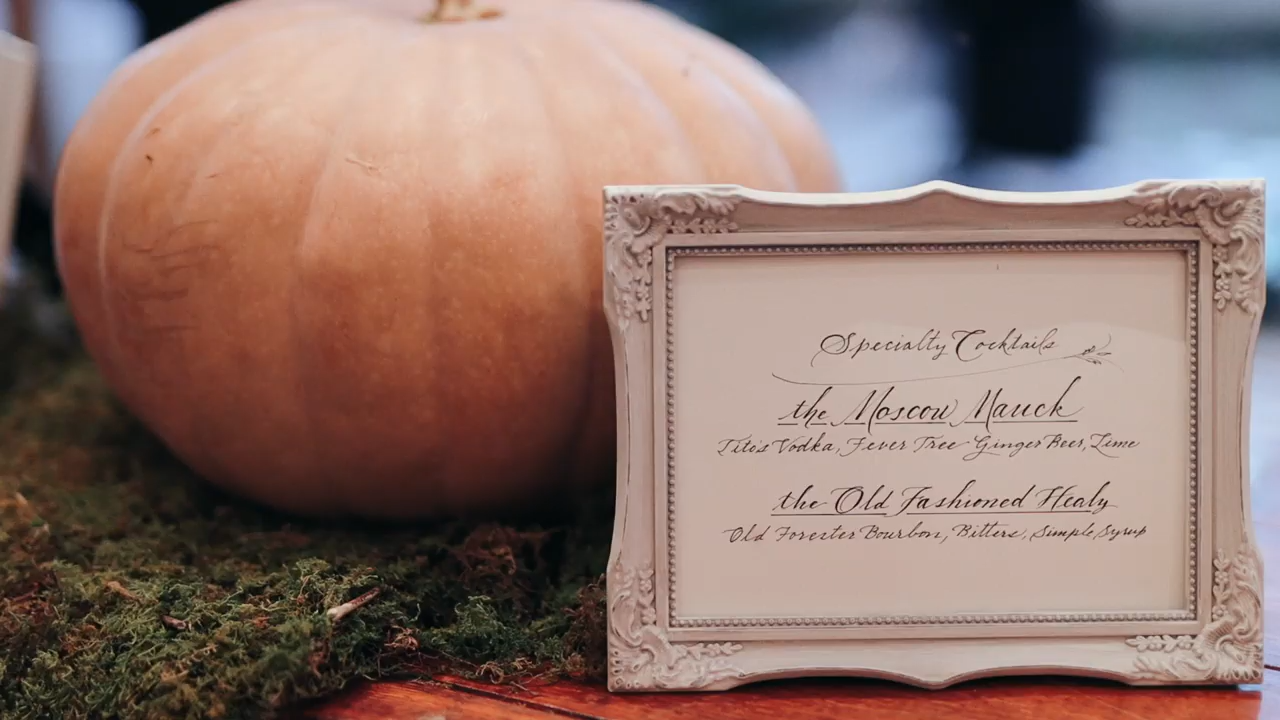 Specialty Cocktails
the Moscow Mauck
Tito's Vodka, Fever Tree Ginger Beer, Lime
the Old Fashioned Healy
Old Forester Bourbon, Bitters, Simple Syrup